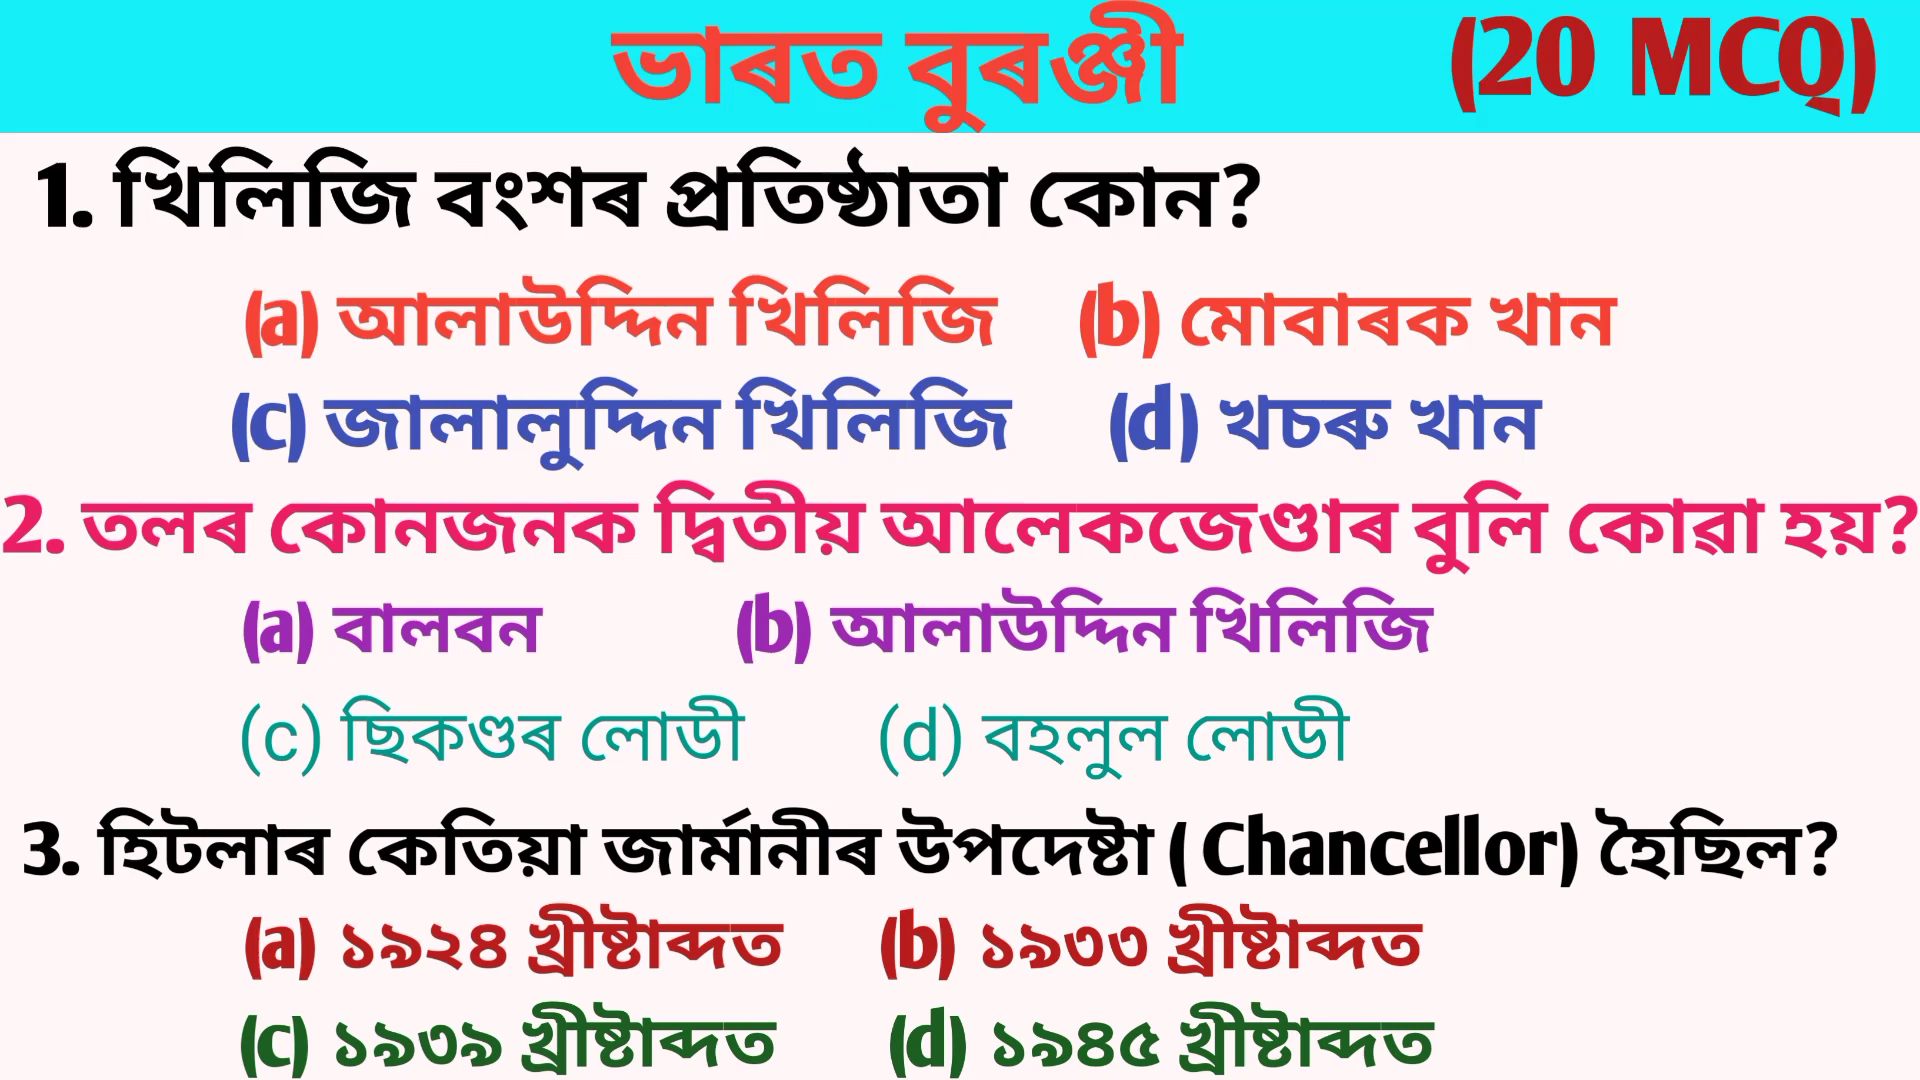 ভাৰত বুৰঞ্জী (20 MCQ)
1. খিলিজি বংশৰ প্ৰতিষ্ঠাতা কোন?
(a) আলাউদ্দিন খিলিজি (b) মোবাৰক খান
(c) জালালুদ্দিন খিলিজি (d) খচৰু খান
2. তলৰ কোনজনক দ্বিতীয় আলেকজেণ্ডাৰ বুলি কোৱা হয়?
(a) বালবন (b) আলাউদ্দিন খিলিজি
(c) ছিকণ্ডৰ লোডী (d) বহলুল লোডী
3. হিটলাৰ কেতিয়া জাৰ্মানীৰ উপদেষ্টা ( Chancellor) হৈছিল?
(a) ১৯২৪ খ্ৰীষ্টাব্দত (b) ১৯৩৩ খ্ৰীষ্টাব্দত
(c) ১৯৩৯ খ্ৰীষ্টাব্দত (d) ১৯৪৫ খ্ৰীষ্টাব্দত